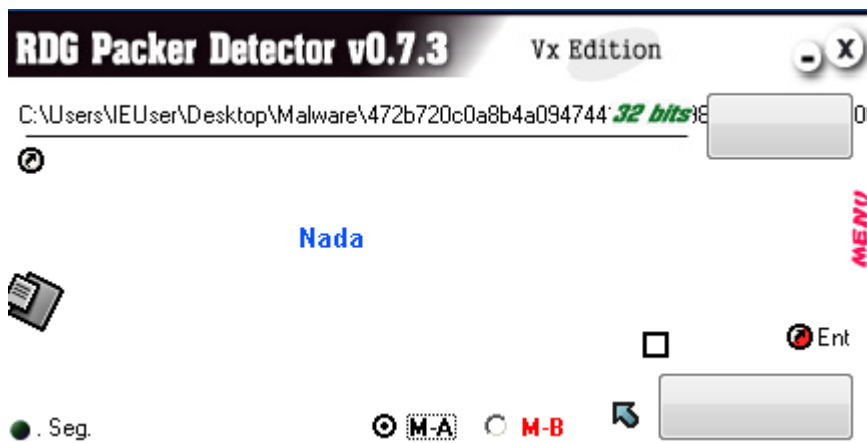 RDG Packer Detector v0.7.3 Vx Edition
C:\Users\IEUser\Desktop\Malware\472b720c0a8b4a094744 32 bits
Nada
MENU
Ent
. Seg. M-A M-B